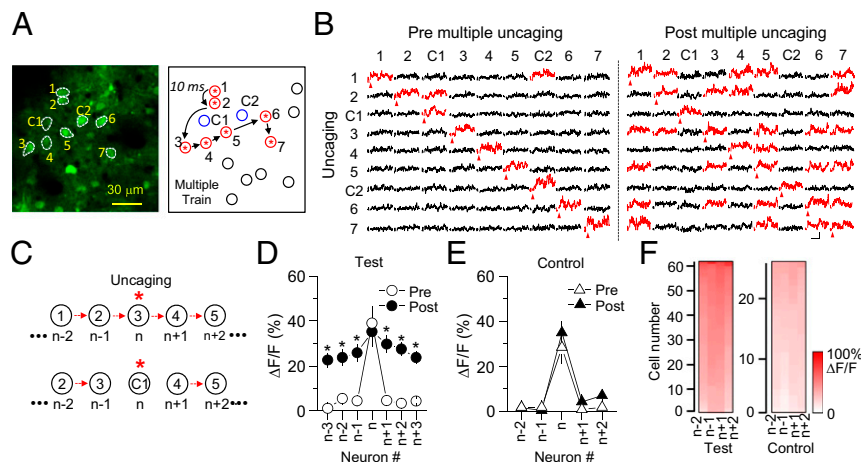 A
1
2
C1
C2
6
3
4
5
7
30 μm
10 ms
1
2
C1
C2
6
3
4
5
7
Multiple
Train
B
Pre multiple uncaging
Post multiple uncaging
1 2 C1 3 4 5 C2 6 7
1 2 C1 3 4 5 C2 6 7
Uncaging
1
2
C1
3
4
5
C2
6
7
C
Uncaging
*
1 2 3 4 5
••• n-2 n-1 n n+1 n+2 •••
*
2 3 C1 4 5
••• n-2 n-1 n n+1 n+2 •••
D
Test
Pre
Post
ΔF/F (%)
60
40
20
0
* * * * * *
n-3 n-2 n-1 n n+1 n+2 n+3
Neuron #
E
Control
Pre
Post
ΔF/F (%)
60
40
20
0
n-2 n-1 n n+1 n+2
Neuron #
F
Cell number
60
50
40
30
20
10
0
n-2 n-1 n+1 n+2
Test
20
10
0
n-2 n-1 n+1 n+2
Control
100%
ΔF/F
0